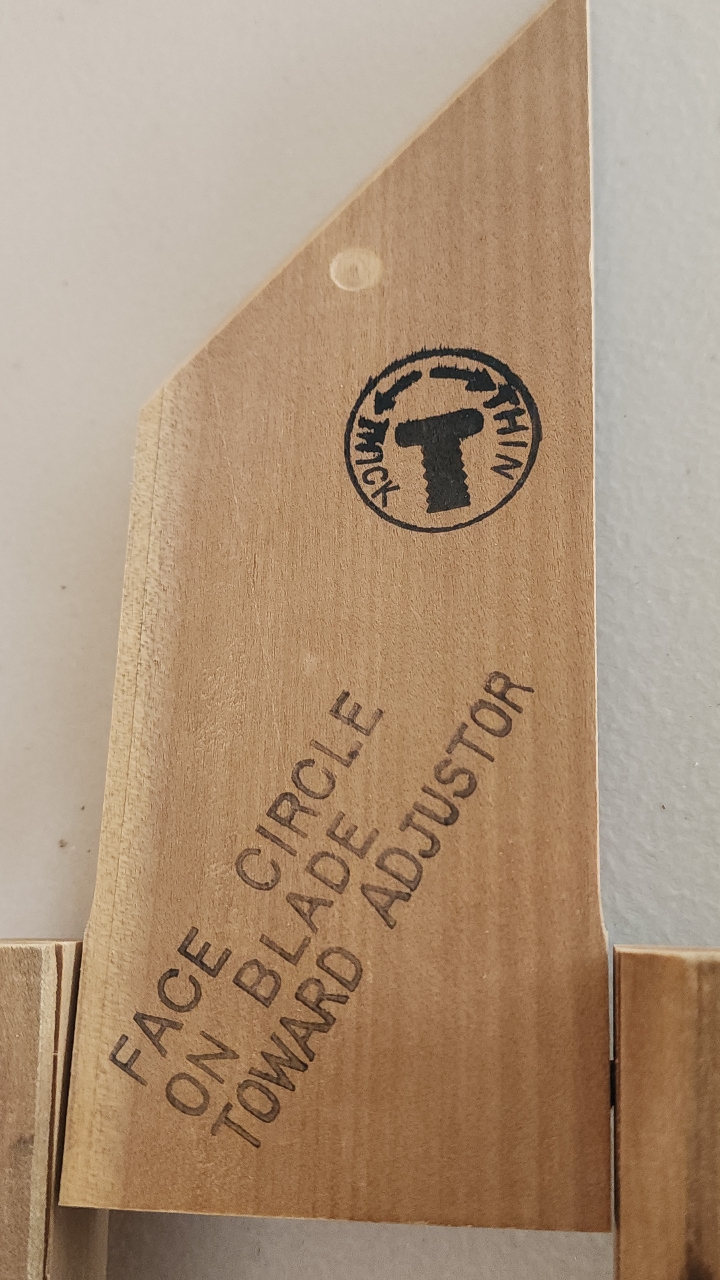 THICK
THIN
FACE CIRCLE
ON BLADE
TOWARD ADJUSTOR